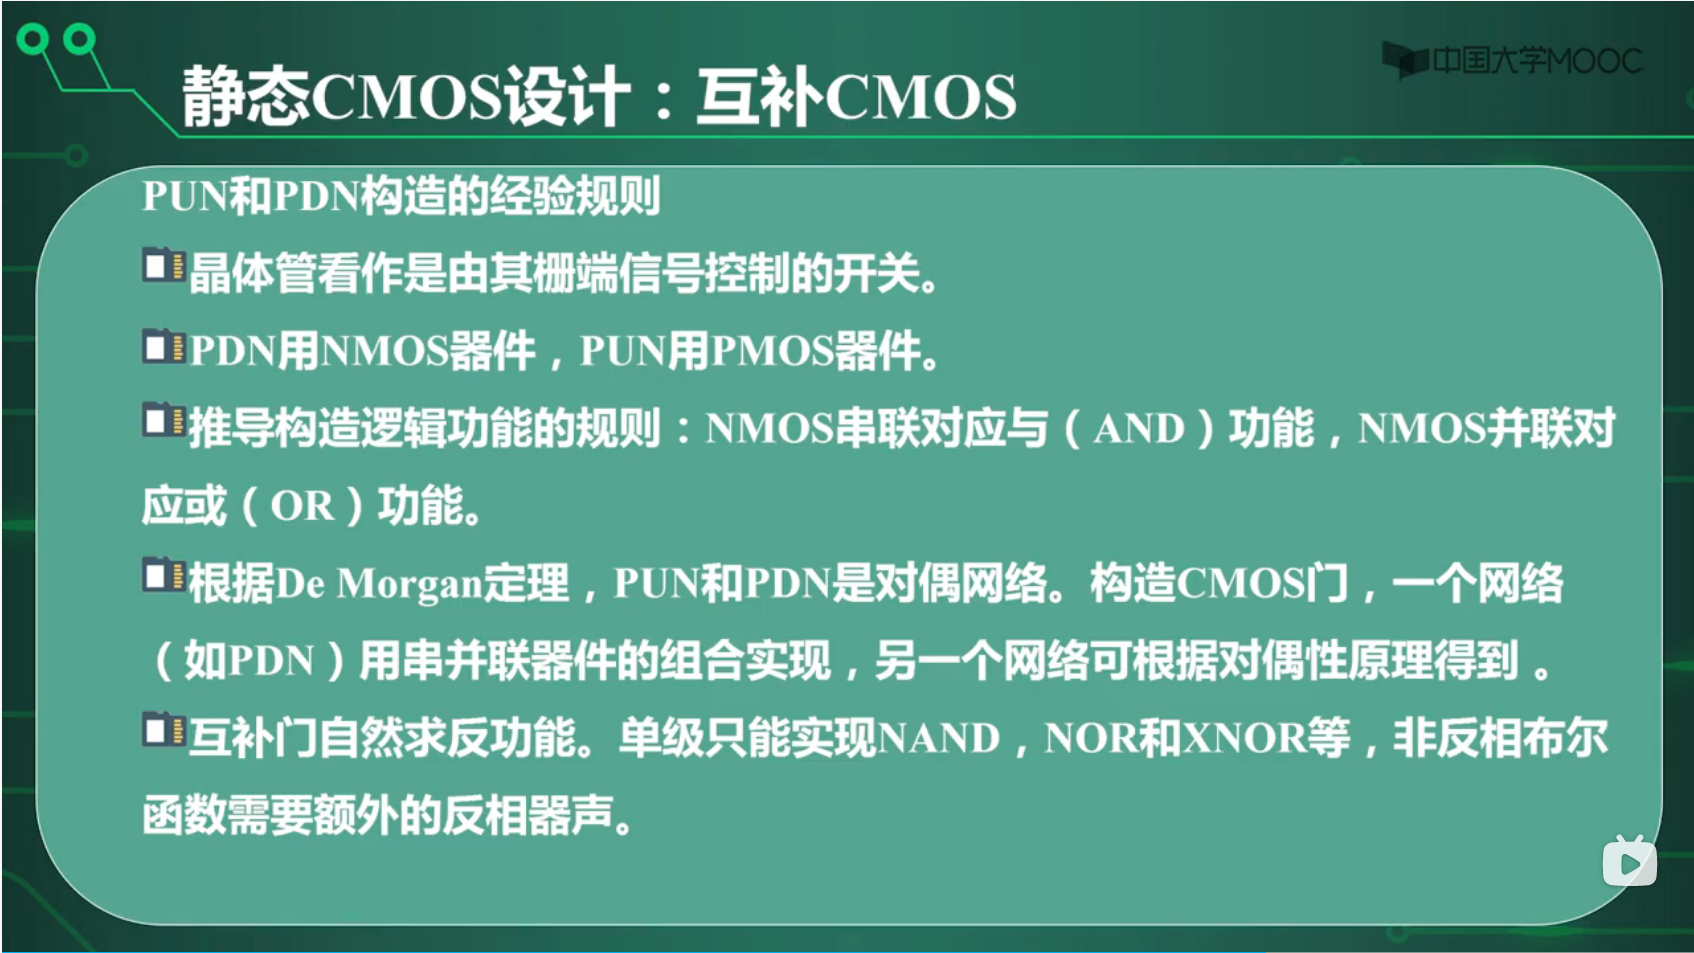 中国大学MOOC
静态CMOS设计：互补CMOS
PUN和PDN构造的经验规则
晶体管看作是由其栅端信号控制的开关。
PDN用NMOS器件，PUN用PMOS器件。
推导构造逻辑功能的规则：NMOS串联对应与（AND）功能，NMOS并联对
应或（OR）功能。
根据De Morgan定理，PUN和PDN是对偶网络。构造CMOS门，一个网络
（如PDN）用串并联器件的组合实现，另一个网络可根据对偶性原理得到 。
互补门自然求反功能。单级只能实现NAND，NOR和XNOR等，非反相布尔
函数需要额外的反相器声。